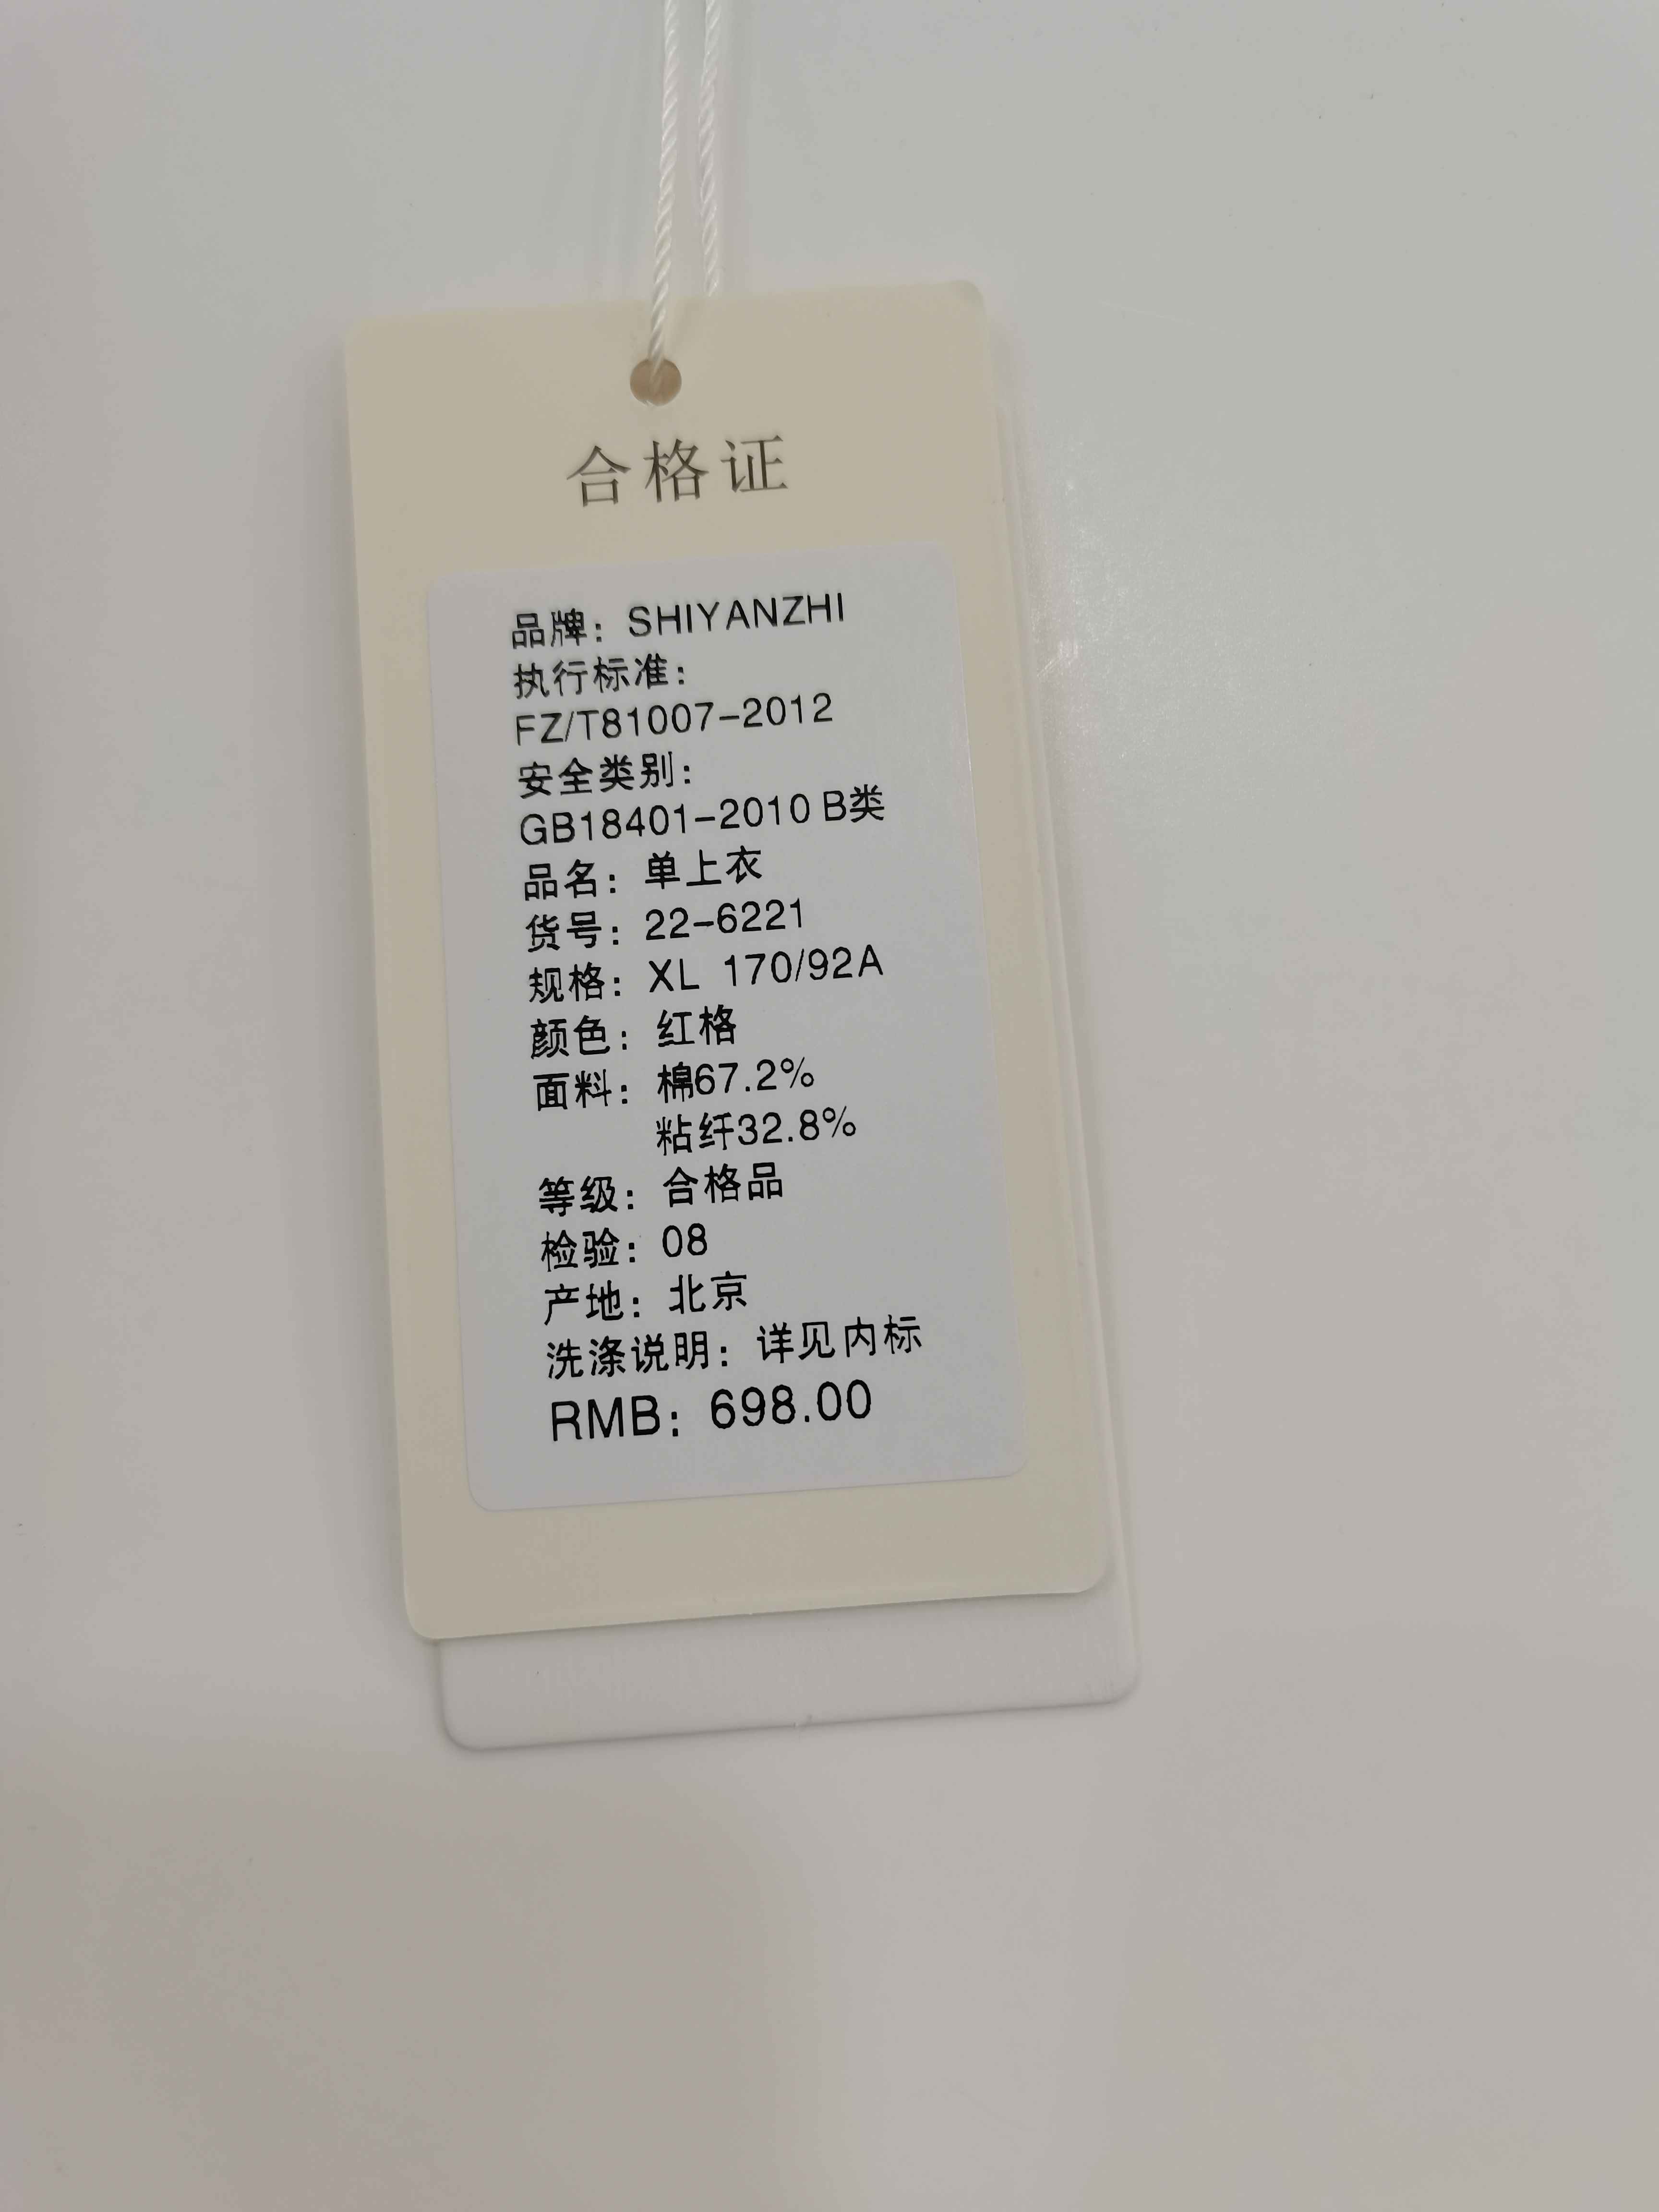 合格证
品牌：SHIYANZHI
执行标准：
FZ/T81007-2012
安全类别：
GB18401-2010 B类
品名：单上衣
货号：22-6221
规格：XL 170/92A
颜色：红格
面料：棉67.2%
粘纤32.8%
等级：合格品
检验：08
产地：北京
洗涤说明：详见内标
RMB：698.00